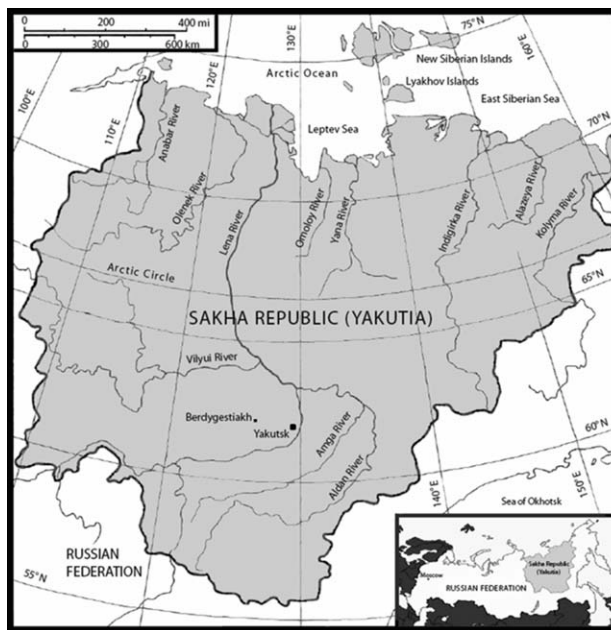 0 200 400 mi
0 300 600 km
75° N
130° E
120° E
160° E
100° E
110° E
Arctic Ocean
New Siberian Islands
Lyakhov Islands
East Siberian Sea
Leptev Sea
70° N
Anabar River
Olenek River
Lena River
Omoloy River
Yana River
Indigirka River
Alazeya River
Kolyma River
Arctic Circle
65° N
SAKHA REPUBLIC (YAKUTIA)
Vilyui River
Berdygestiakh
Yakutsk
Amga River
Aldan River
60° N
140° E
150° E
Sea of Okhotsk
RUSSIAN
FEDERATION
55° N
Moscow
Sakha Republic
(Yakutia)
RUSSIAN FEDERATION